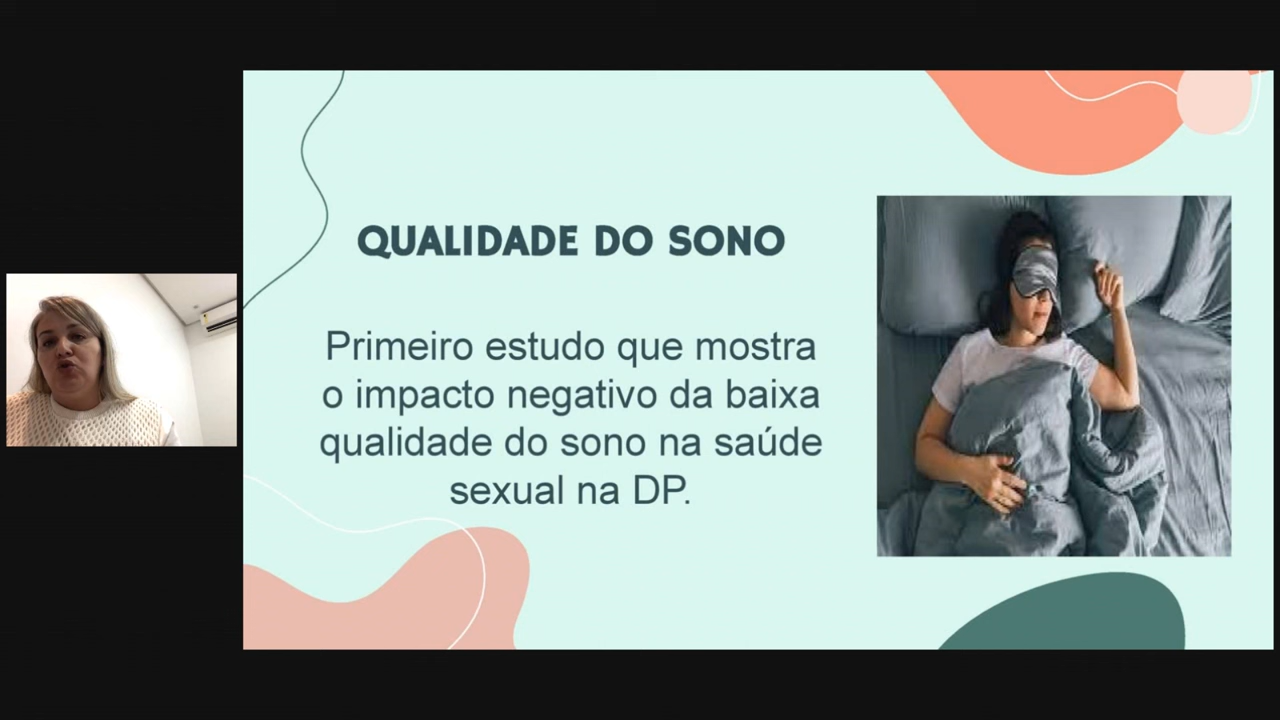 QUALIDADE DO SONO
Primeiro estudo que mostra
o impacto negativo da baixa
qualidade do sono na saúde
sexual na DP.